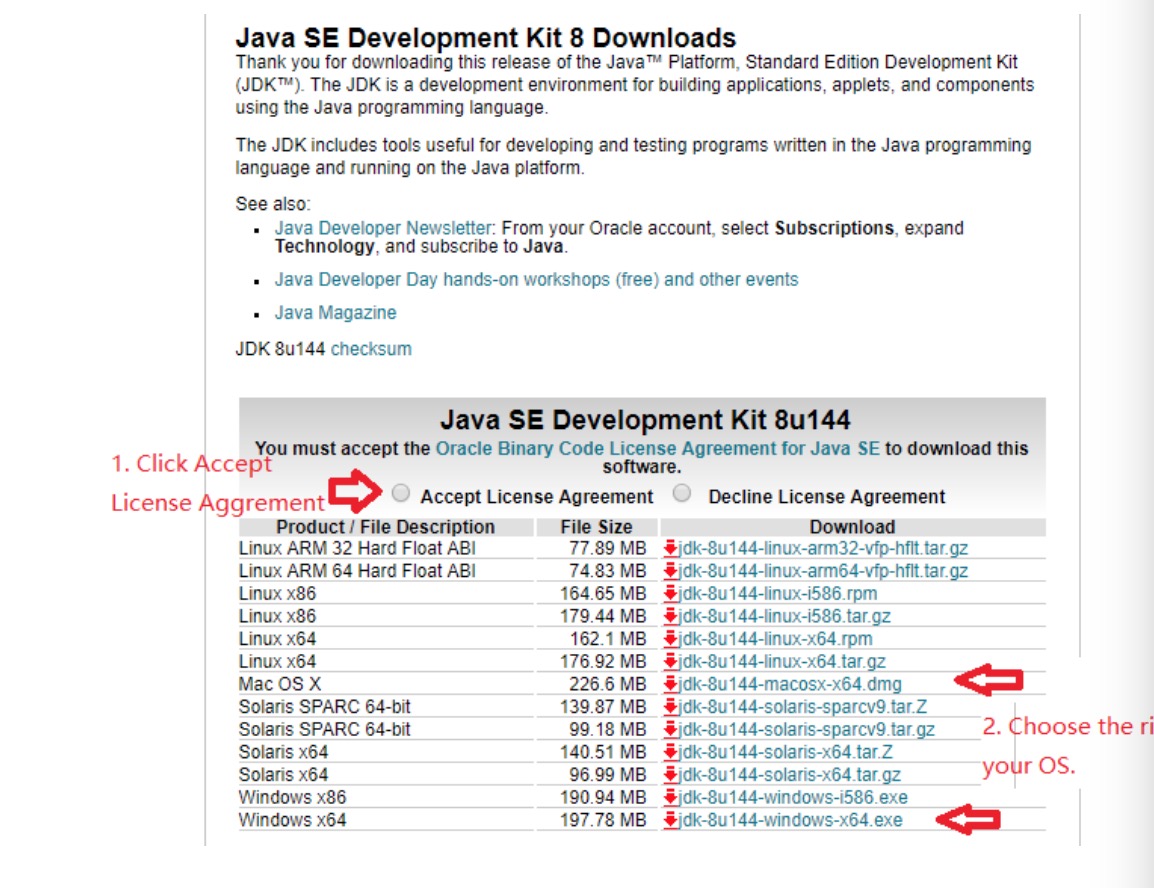 Java SE Development Kit 8 Downloads
Thank you for downloading this release of the Java™ Platform, Standard Edition Development Kit
(JDK™). The JDK is a development environment for building applications, applets, and components
using the Java programming language.
The JDK includes tools useful for developing and testing programs written in the Java programming
language and running on the Java platform.
See also:
Java Developer Newsletter: From your Oracle account, select Subscriptions, expand
Technology, and subscribe to Java.
Java Developer Day hands-on workshops (free) and other events
Java Magazine
JDK 8u144 checksum
Java SE Development Kit 8u144
You must accept the Oracle Binary Code License Agreement for Java SE to download this
software.
1. Click Accept
License Aggrement
Accept License Agreement Decline License Agreement
Product / File Description File Size Download
Linux ARM 32 Hard Float ABI 77.89 MB jdk-8u144-linux-arm32-vfp-hflt.tar.gz
Linux ARM 64 Hard Float ABI 74.83 MB jdk-8u144-linux-arm64-vfp-hflt.tar.gz
Linux x86 164.65 MB jdk-8u144-linux-i586.rpm
Linux x86 179.44 MB jdk-8u144-linux-i586.tar.gz
Linux x64 162.1 MB jdk-8u144-linux-x64.rpm
Linux x64 176.92 MB jdk-8u144-linux-x64.tar.gz
Mac OS X 226.6 MB jdk-8u144-macosx-x64.dmg
Solaris SPARC 64-bit 139.87 MB jdk-8u144-solaris-sparcv9.tar.Z
Solaris SPARC 64-bit 99.18 MB jdk-8u144-solaris-sparcv9.tar.gz
Solaris x64 140.51 MB jdk-8u144-solaris-x64.tar.Z
Solaris x64 96.99 MB jdk-8u144-solaris-x64.tar.gz
Windows x86 190.94 MB jdk-8u144-windows-i586.exe
Windows x64 197.78 MB jdk-8u144-windows-x64.exe
2. Choose the
your OS.